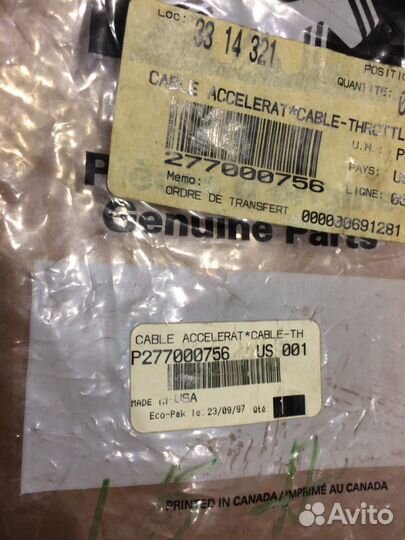 LOC: 33 14 321
POSITIO
QUANTITE:
CABLE ACCELERAT*CABLE-THROTTL
U.M.: P
277000756
PAYS: US
Memo:
LIGNE: 00
ORDRE DE TRANSFERT 000000691281
Genuine Parts
CABLE ACCELERAT*CABLE-TH
P277000756 US 001
MADE IN USA
Eco-Pak le: 23/09/97 Qté: 1
PRINTED IN CANADA / IMPRIMÉ AU CANADA
Avito